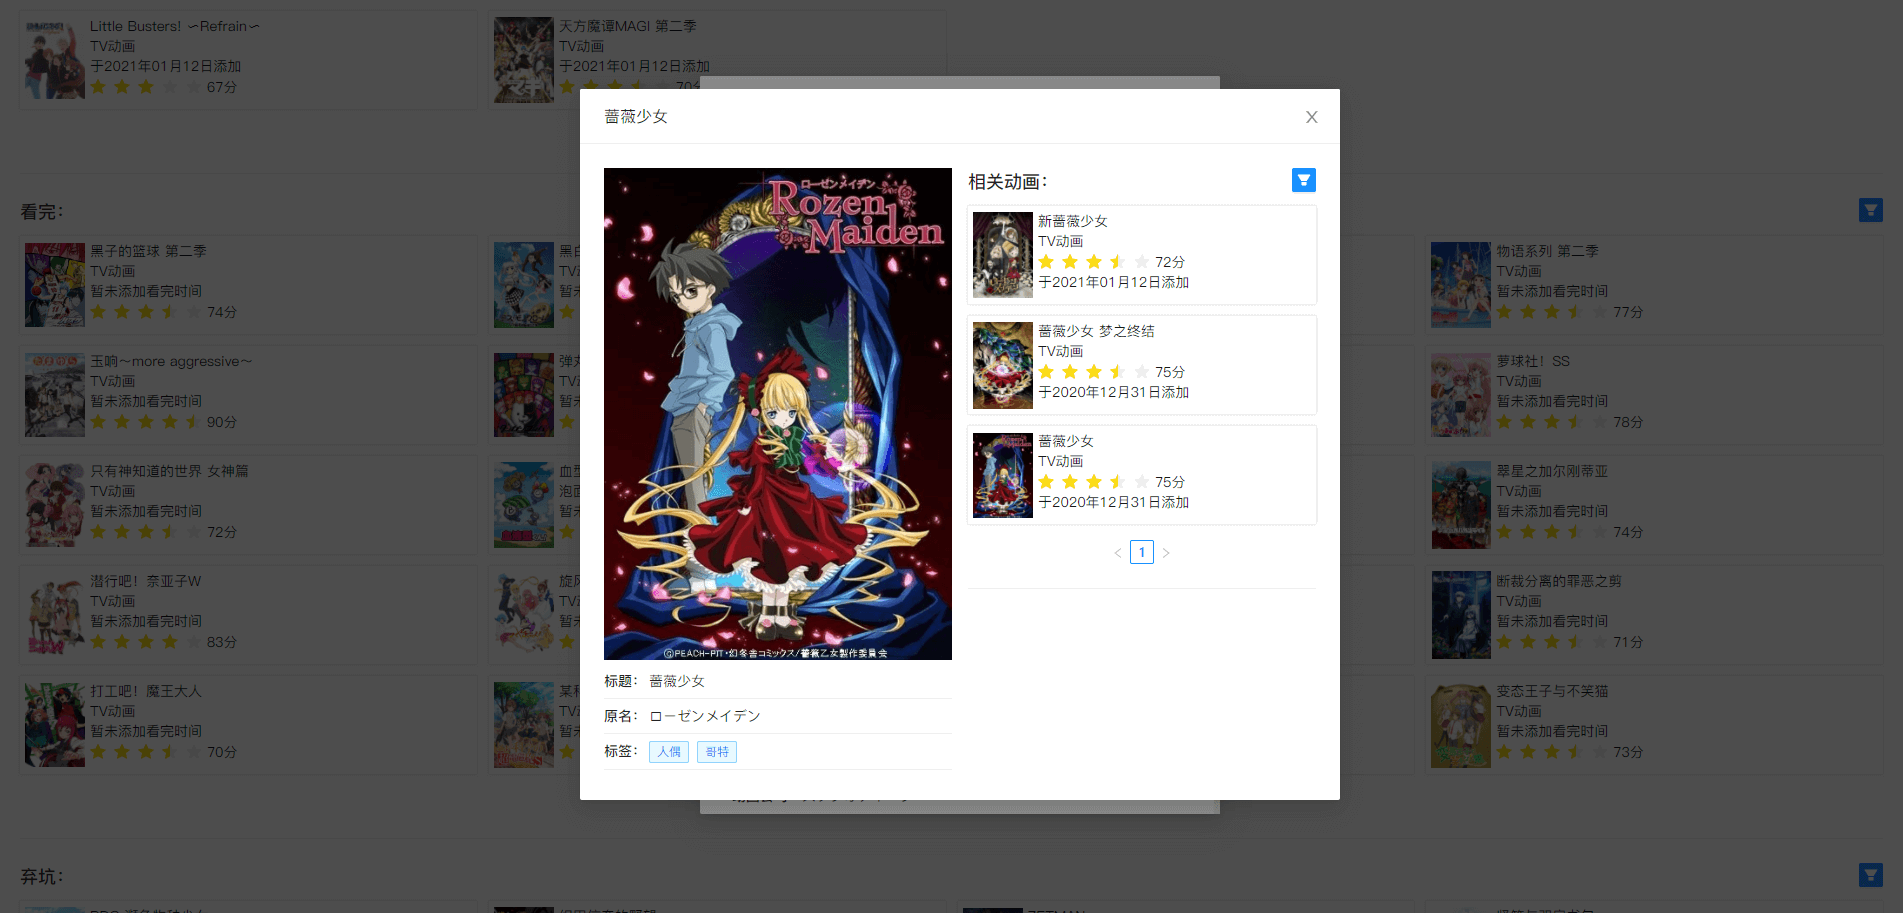 Little Busters! ～Refrain～
TV动画
于2021年01月12日添加
67分
天方魔谭MAGI 第二季
TV动画
于2021年01月12日添加
蔷薇少女
ローゼンメイデン
Rozen
Maiden
©PEACH-PIT・幻冬舎コミックス/薔薇乙女製作委員会
标题： 蔷薇少女
原名： ローゼンメイデン
标签： 人偶 哥特
相关动画：
新蔷薇少女
TV动画
72分
于2021年01月12日添加
蔷薇少女 梦之终结
TV动画
75分
于2020年12月31日添加
蔷薇少女
TV动画
75分
于2020年12月31日添加
1
看完：
黑子的篮球 第二季
TV动画
暂未添加看完时间
74分
物语系列 第二季
TV动画
暂未添加看完时间
77分
玉响～more aggressive～
TV动画
暂未添加看完时间
90分
萝球社！SS
TV动画
暂未添加看完时间
78分
只有神知道的世界 女神篇
TV动画
暂未添加看完时间
72分
翠星之加尔刚蒂亚
TV动画
暂未添加看完时间
74分
潜行吧！奈亚子W
TV动画
暂未添加看完时间
83分
断裁分离的罪恶之剪
TV动画
暂未添加看完时间
71分
打工吧！魔王大人
TV动画
暂未添加看完时间
70分
变态王子与不笑猫
TV动画
暂未添加看完时间
73分
弃坑：